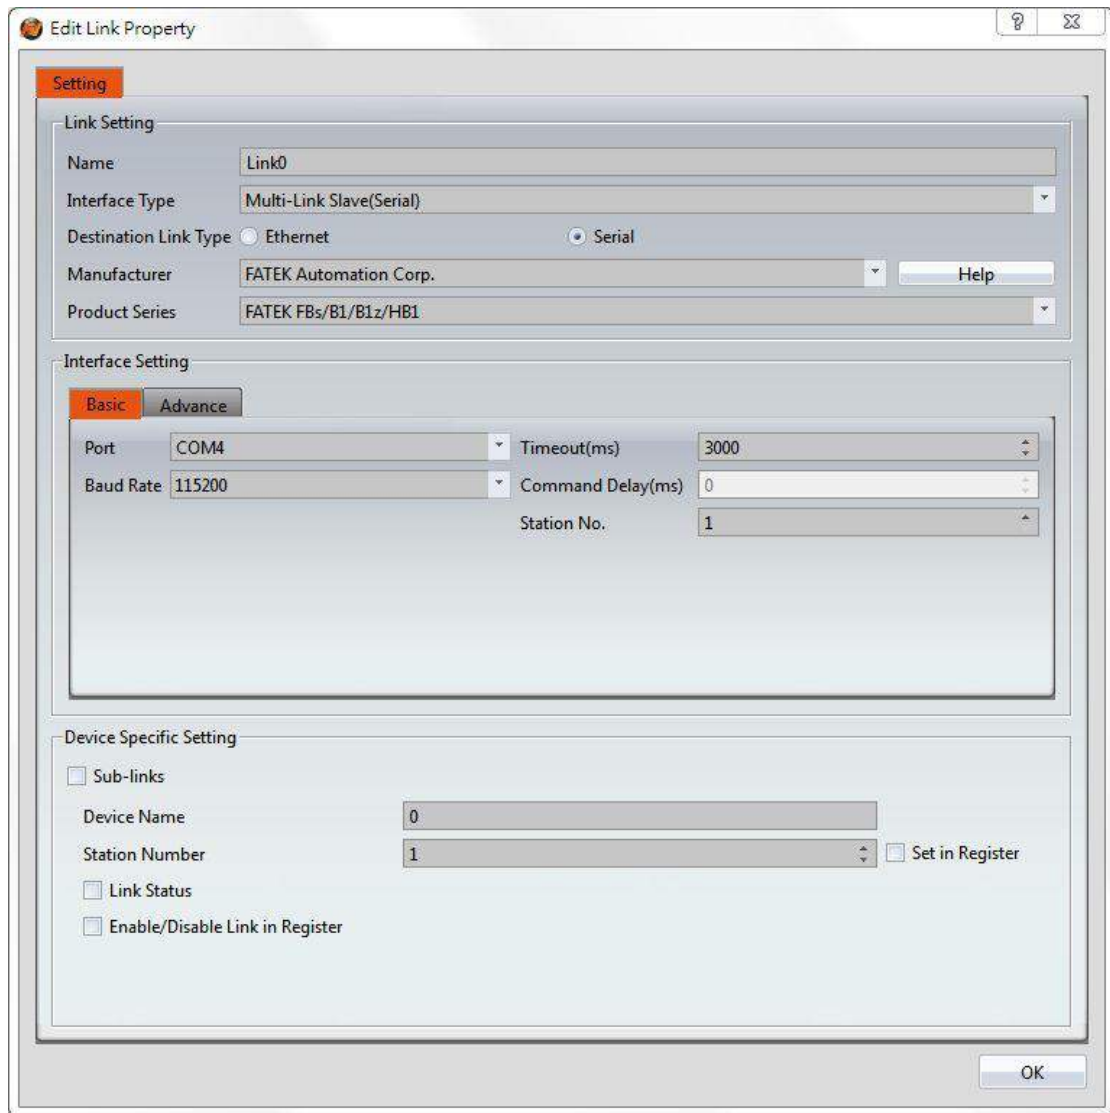 Edit Link Property
Setting
Link Setting
Name Link0
Interface Type Multi-Link Slave(Serial)
Destination Link Type Ethernet Serial
Manufacturer FATEK Automation Corp. Help
Product Series FATEK FBs/B1/B1z/HB1
Interface Setting
Basic Advance
Port COM4 Timeout(ms) 3000
Baud Rate 115200 Command Delay(ms) 0
Station No. 1
Device Specific Setting
Sub-links
Device Name 0
Station Number 1 Set in Register
Link Status
Enable/Disable Link in Register
OK